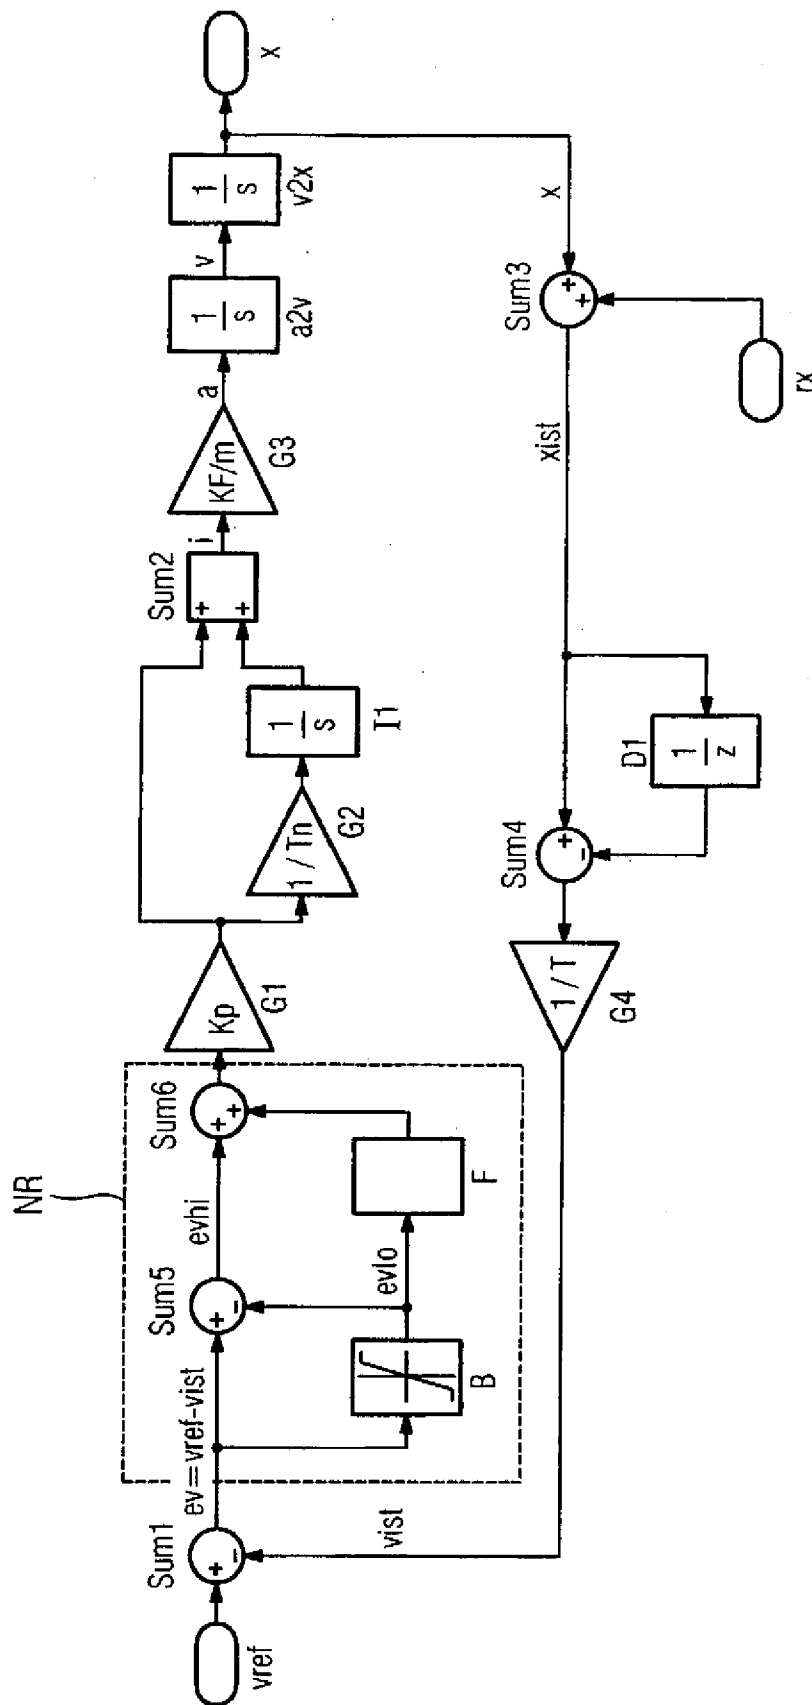 NR
vref
Sum1
+
−
ev=vref-vist
Sum5
+
−
evhi
Sum6
+
+
B
evlo
F
Kp
G1
1 / Tn
G2
1
s
I1
Sum2
+
+
i
KF/m
G3
a
1
s
a2v
v
1
s
v2x
x
x
Sum3
+
+
rx
xist
D1
1
z
Sum4
+
−
1 / T
G4
vist